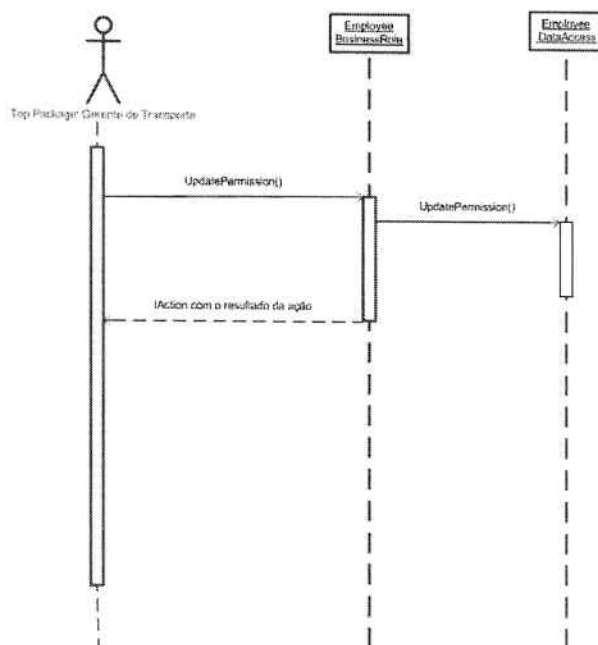 Employee
BusinessRole
Employee
DataAccess
Top Package: Gerente de Transporte
UpdatePermission()
UpdatePermission()
IAction com o resultado da ação